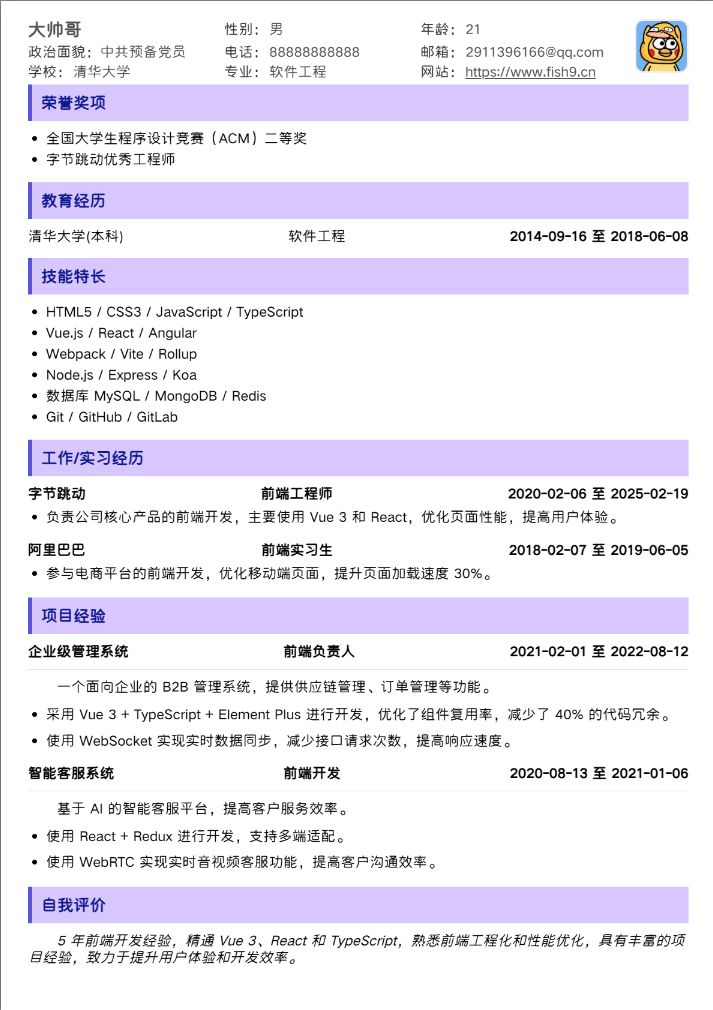 大帅哥 性别：男 年龄：21
政治面貌：中共预备党员 电话：88888888888 邮箱：2911396166@qq.com
学校：清华大学 专业：软件工程 网站：https://www.fish9.cn
荣誉奖项
• 全国大学生程序设计竞赛（ACM）二等奖
• 字节跳动优秀工程师
教育经历
清华大学(本科) 软件工程 2014-09-16 至 2018-06-08
技能特长
• HTML5 / CSS3 / JavaScript / TypeScript
• Vue.js / React / Angular
• Webpack / Vite / Rollup
• Node.js / Express / Koa
• 数据库 MySQL / MongoDB / Redis
• Git / GitHub / GitLab
工作/实习经历
字节跳动 前端工程师 2020-02-06 至 2025-02-19
• 负责公司核心产品的前端开发，主要使用 Vue 3 和 React，优化页面性能，提高用户体验。
阿里巴巴 前端实习生 2018-02-07 至 2019-06-05
• 参与电商平台的前端开发，优化移动端页面，提升页面加载速度 30%。
项目经验
企业级管理系统 前端负责人 2021-02-01 至 2022-08-12
一个面向企业的 B2B 管理系统，提供供应链管理、订单管理等功能。
• 采用 Vue 3 + TypeScript + Element Plus 进行开发，优化了组件复用率，减少了 40% 的代码冗余。
• 使用 WebSocket 实现实时数据同步，减少接口请求次数，提高响应速度。
智能客服系统 前端开发 2020-08-13 至 2021-01-06
基于 AI 的智能客服平台，提高客户服务效率。
• 使用 React + Redux 进行开发，支持多端适配。
• 使用 WebRTC 实现实时音视频客服功能，提高客户沟通效率。
自我评价
5 年前端开发经验，精通 Vue 3、React 和 TypeScript，熟悉前端工程化和性能优化，具有丰富的项
目经验，致力于提升用户体验和开发效率。